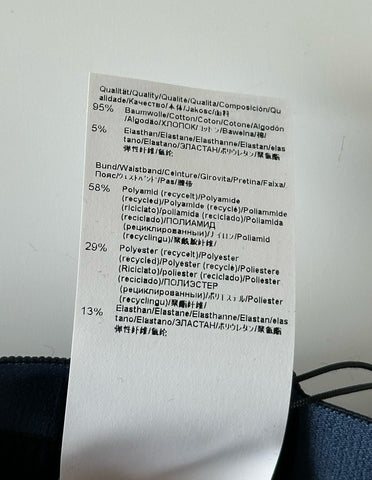 Qualität/Quality/Qualité/Qualita/Composición/Qu
alidade/Качество/本体/Jakość/面料
95% Baumwolle/Cotton/Coton/Cotone/Algodón
/Algodão/ХЛОПОК/コットン/Bawełna/棉/
5% Elasthan/Elastane/Elasthanne/Elastan/elas
tano/Elastano/ЭЛАСТАН/ポリウレタン/聚氨酯
弹性纤维/氨纶
Bund/Waistband/Ceinture/Girovita/Pretina/Faixa/
Пояс/ウェストバンド/Pas/腰带
58% Polyamid (recycelt)/Polyamide
(recycled)/Polyamide (recyclé)/Poliammide
(riciclato)/poliamida (reciclado)/Poliamida
(reciclado)/ПОЛИАМИД
(рециклированный)/ナイロン/Poliamid
(recyclingu)/聚酰胺纤维/
29% Polyester (recycelt)/Polyester
(recycled)/Polyester (recyclé)/Poliestere
(Riciclato)/poliester (reciclado)/Poliester
(reciclado)/ПОЛИЭСТЕР
(рециклированный)/ポリエステル/Poliester
(recyclingu)/聚酯纤维/
13% Elasthan/Elastane/Elasthanne/Elastan/elas
tano/Elastano/ЭЛАСТАН/ポリウレタン/聚氨酯
弹性纤维/氨纶